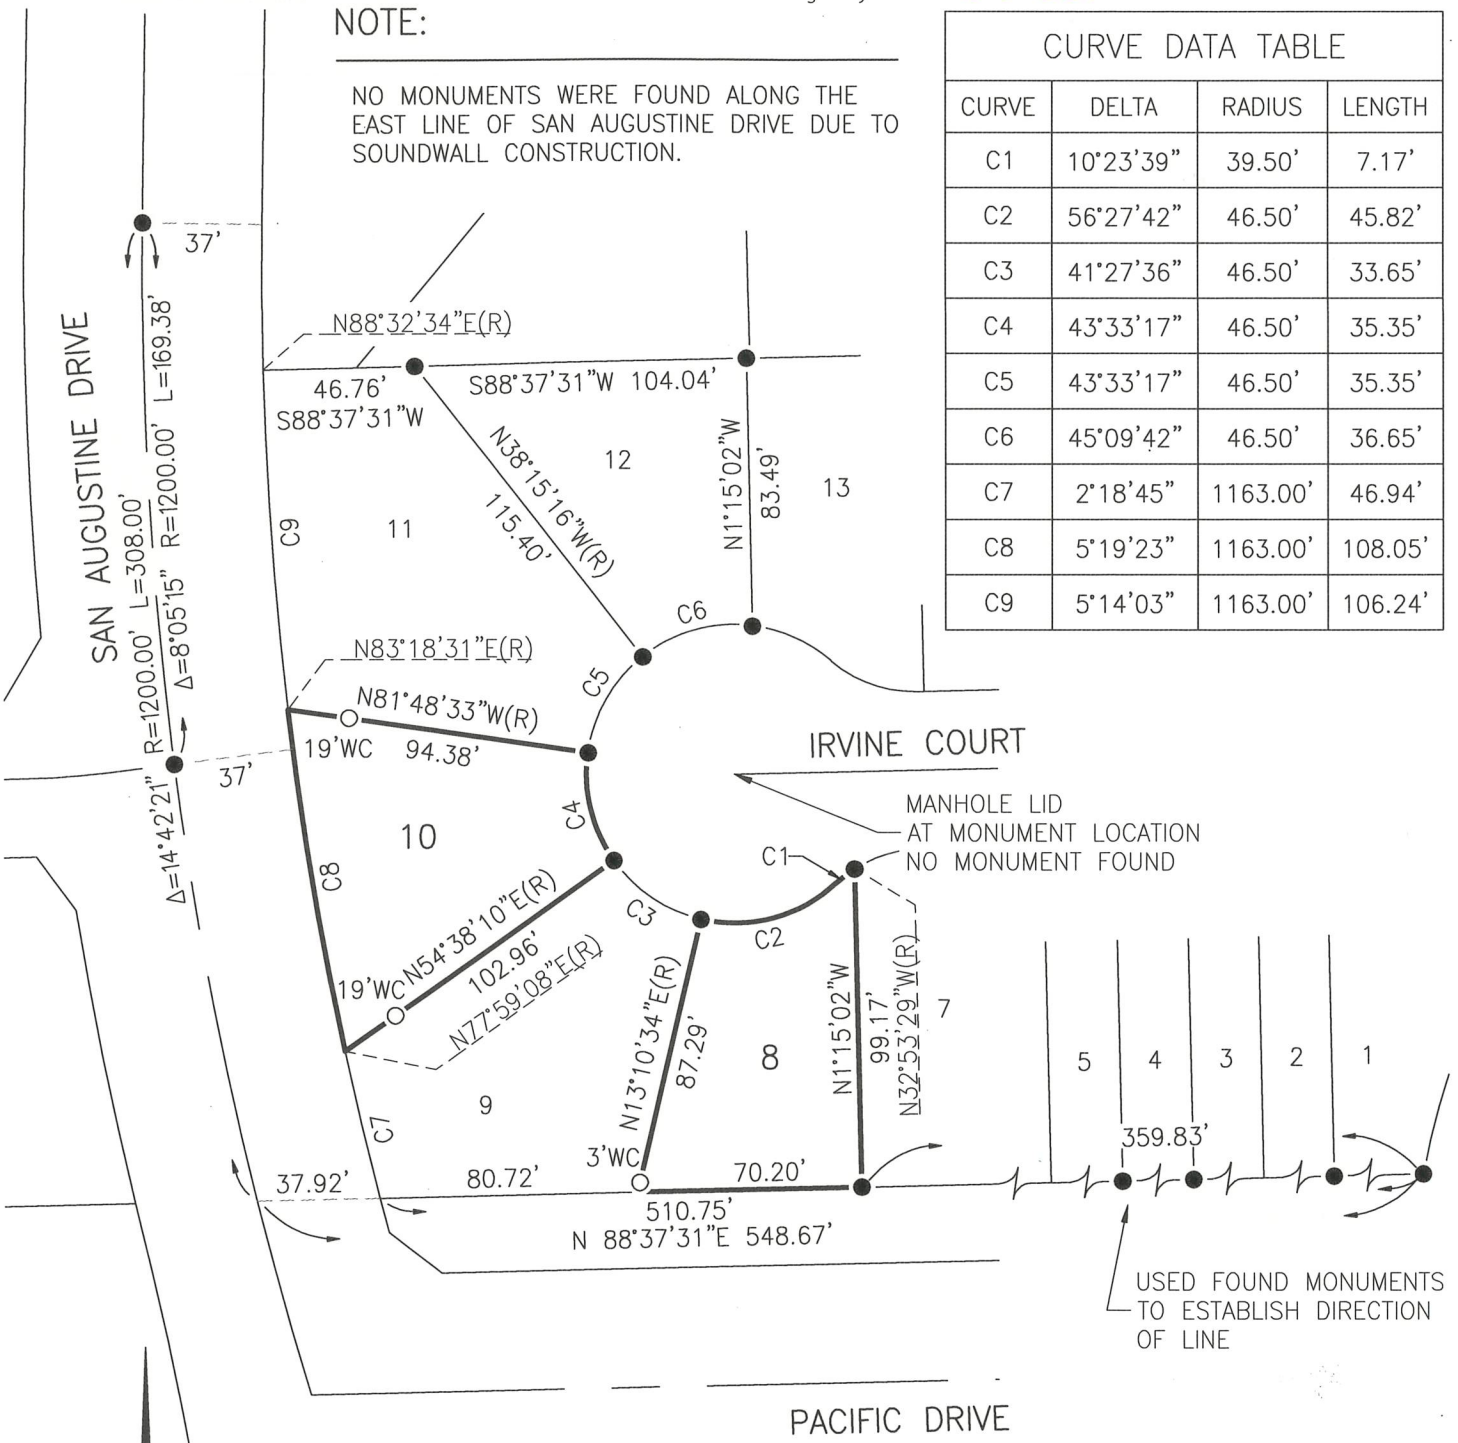 NOTE:
NO MONUMENTS WERE FOUND ALONG THE
EAST LINE OF SAN AUGUSTINE DRIVE DUE TO
SOUNDWALL CONSTRUCTION.
CURVE DATA TABLE
CURVE DELTA RADIUS LENGTH
C1 10°23'39" 39.50' 7.17'
C2 56°27'42" 46.50' 45.82'
C3 41°27'36" 46.50' 33.65'
C4 43°33'17" 46.50' 35.35'
C5 43°33'17" 46.50' 35.35'
C6 45°09'42" 46.50' 36.65'
C7 2°18'45" 1163.00' 46.94'
C8 5°19'23" 1163.00' 108.05'
C9 5°14'03" 1163.00' 106.24'
37'
SAN AUGUSTINE DRIVE
Δ=8°05'15" R=1200.00' L=169.38'
Δ=14°42'21" R=1200.00' L=308.00'
N88°32'34"E(R)
46.76'
S88°37'31"W
S88°37'31"W 104.04'
N38°15'16"W(R)
115.40'
12
N1°15'02"W
83.49'
13
C9
11
C6
C5
N83°18'31"E(R)
N81°48'33"W(R)
19'WC
94.38'
37'
IRVINE COURT
MANHOLE LID
AT MONUMENT LOCATION
NO MONUMENT FOUND
C4
10
C8
C1
C3
C2
N54°38'10"E(R)
102.96'
19'WC
N77°59'08"E(R)
N13°10'34"E(R)
87.29'
8
N1°15'02"W
99.17'
N32°53'29"W(R)
7
5
4
3
2
1
9
C7
3'WC
359.83'
37.92'
80.72'
70.20'
510.75'
N 88°37'31"E 548.67'
USED FOUND MONUMENTS
TO ESTABLISH DIRECTION
OF LINE
PACIFIC DRIVE